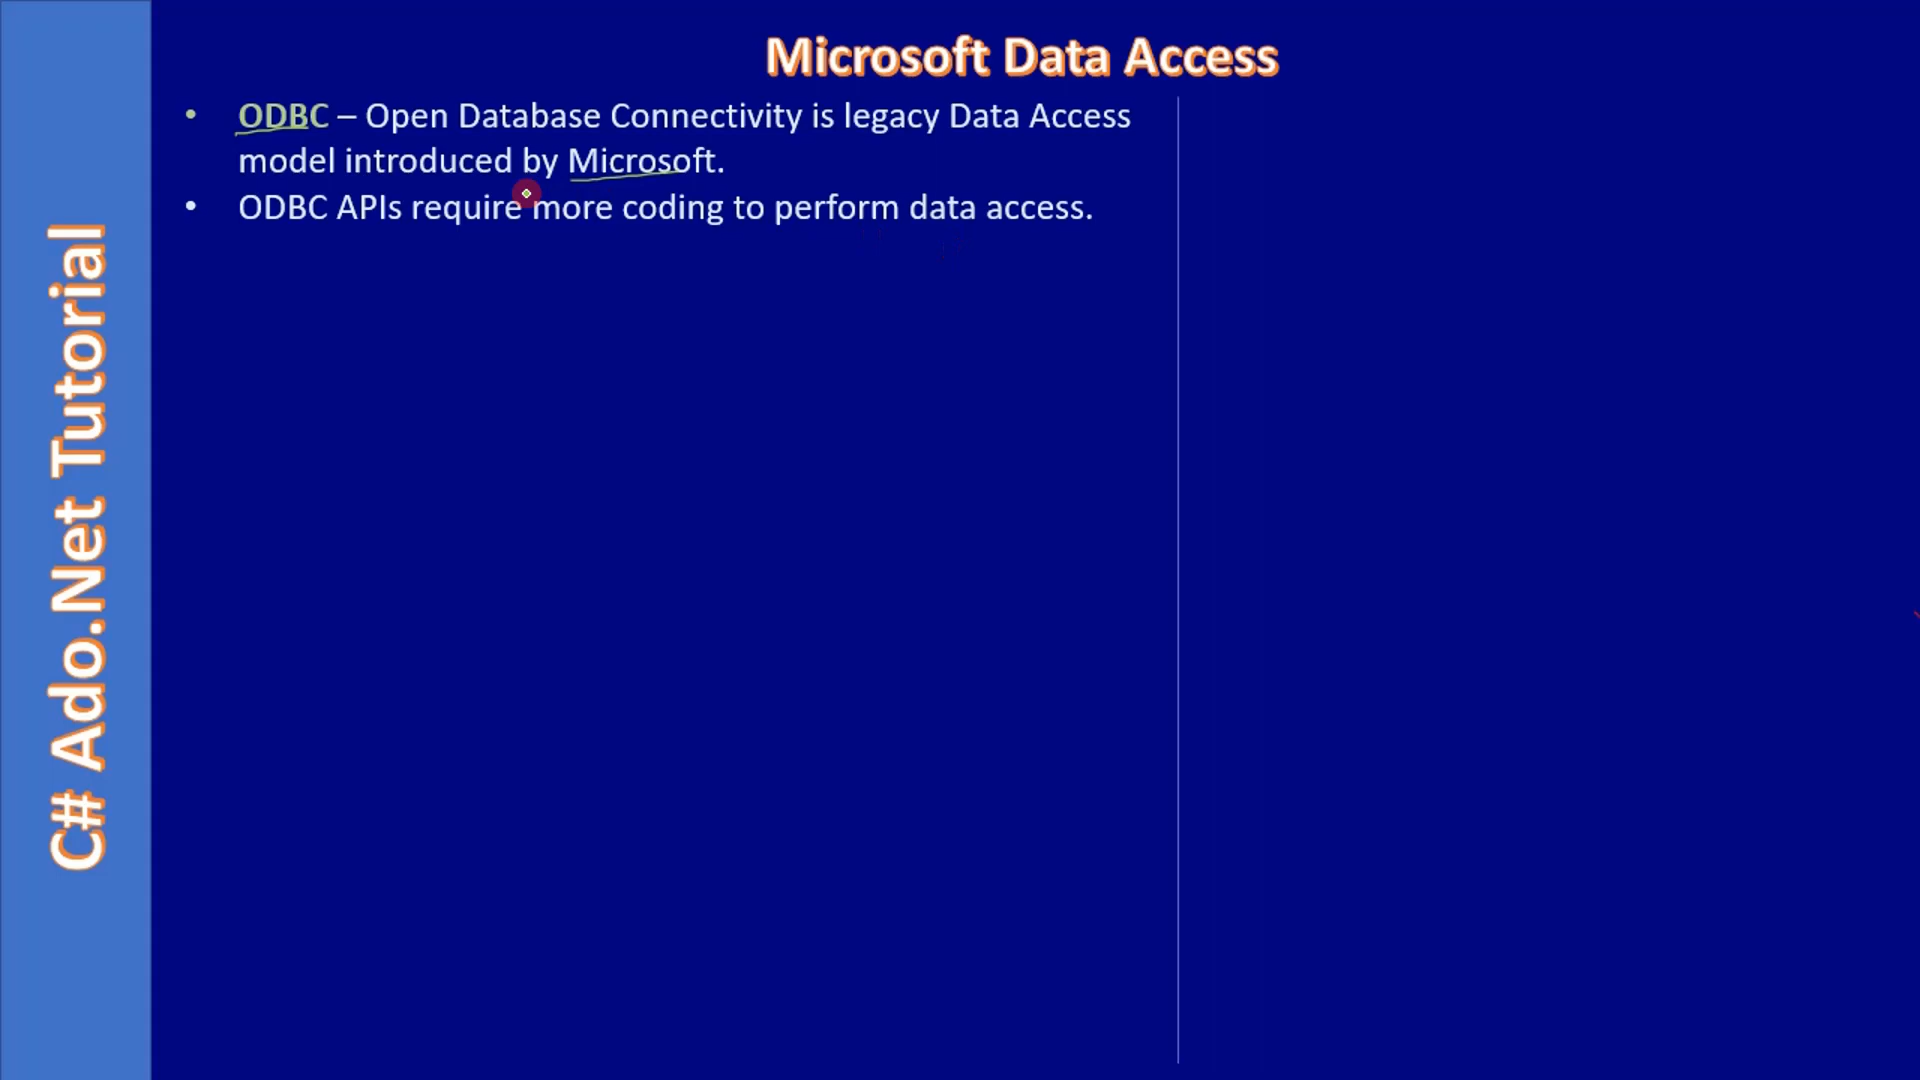 Microsoft Data Access
• ODBC – Open Database Connectivity is legacy Data Access
model introduced by Microsoft.
• ODBC APIs require more coding to perform data access.
C# Ado.Net Tutorial